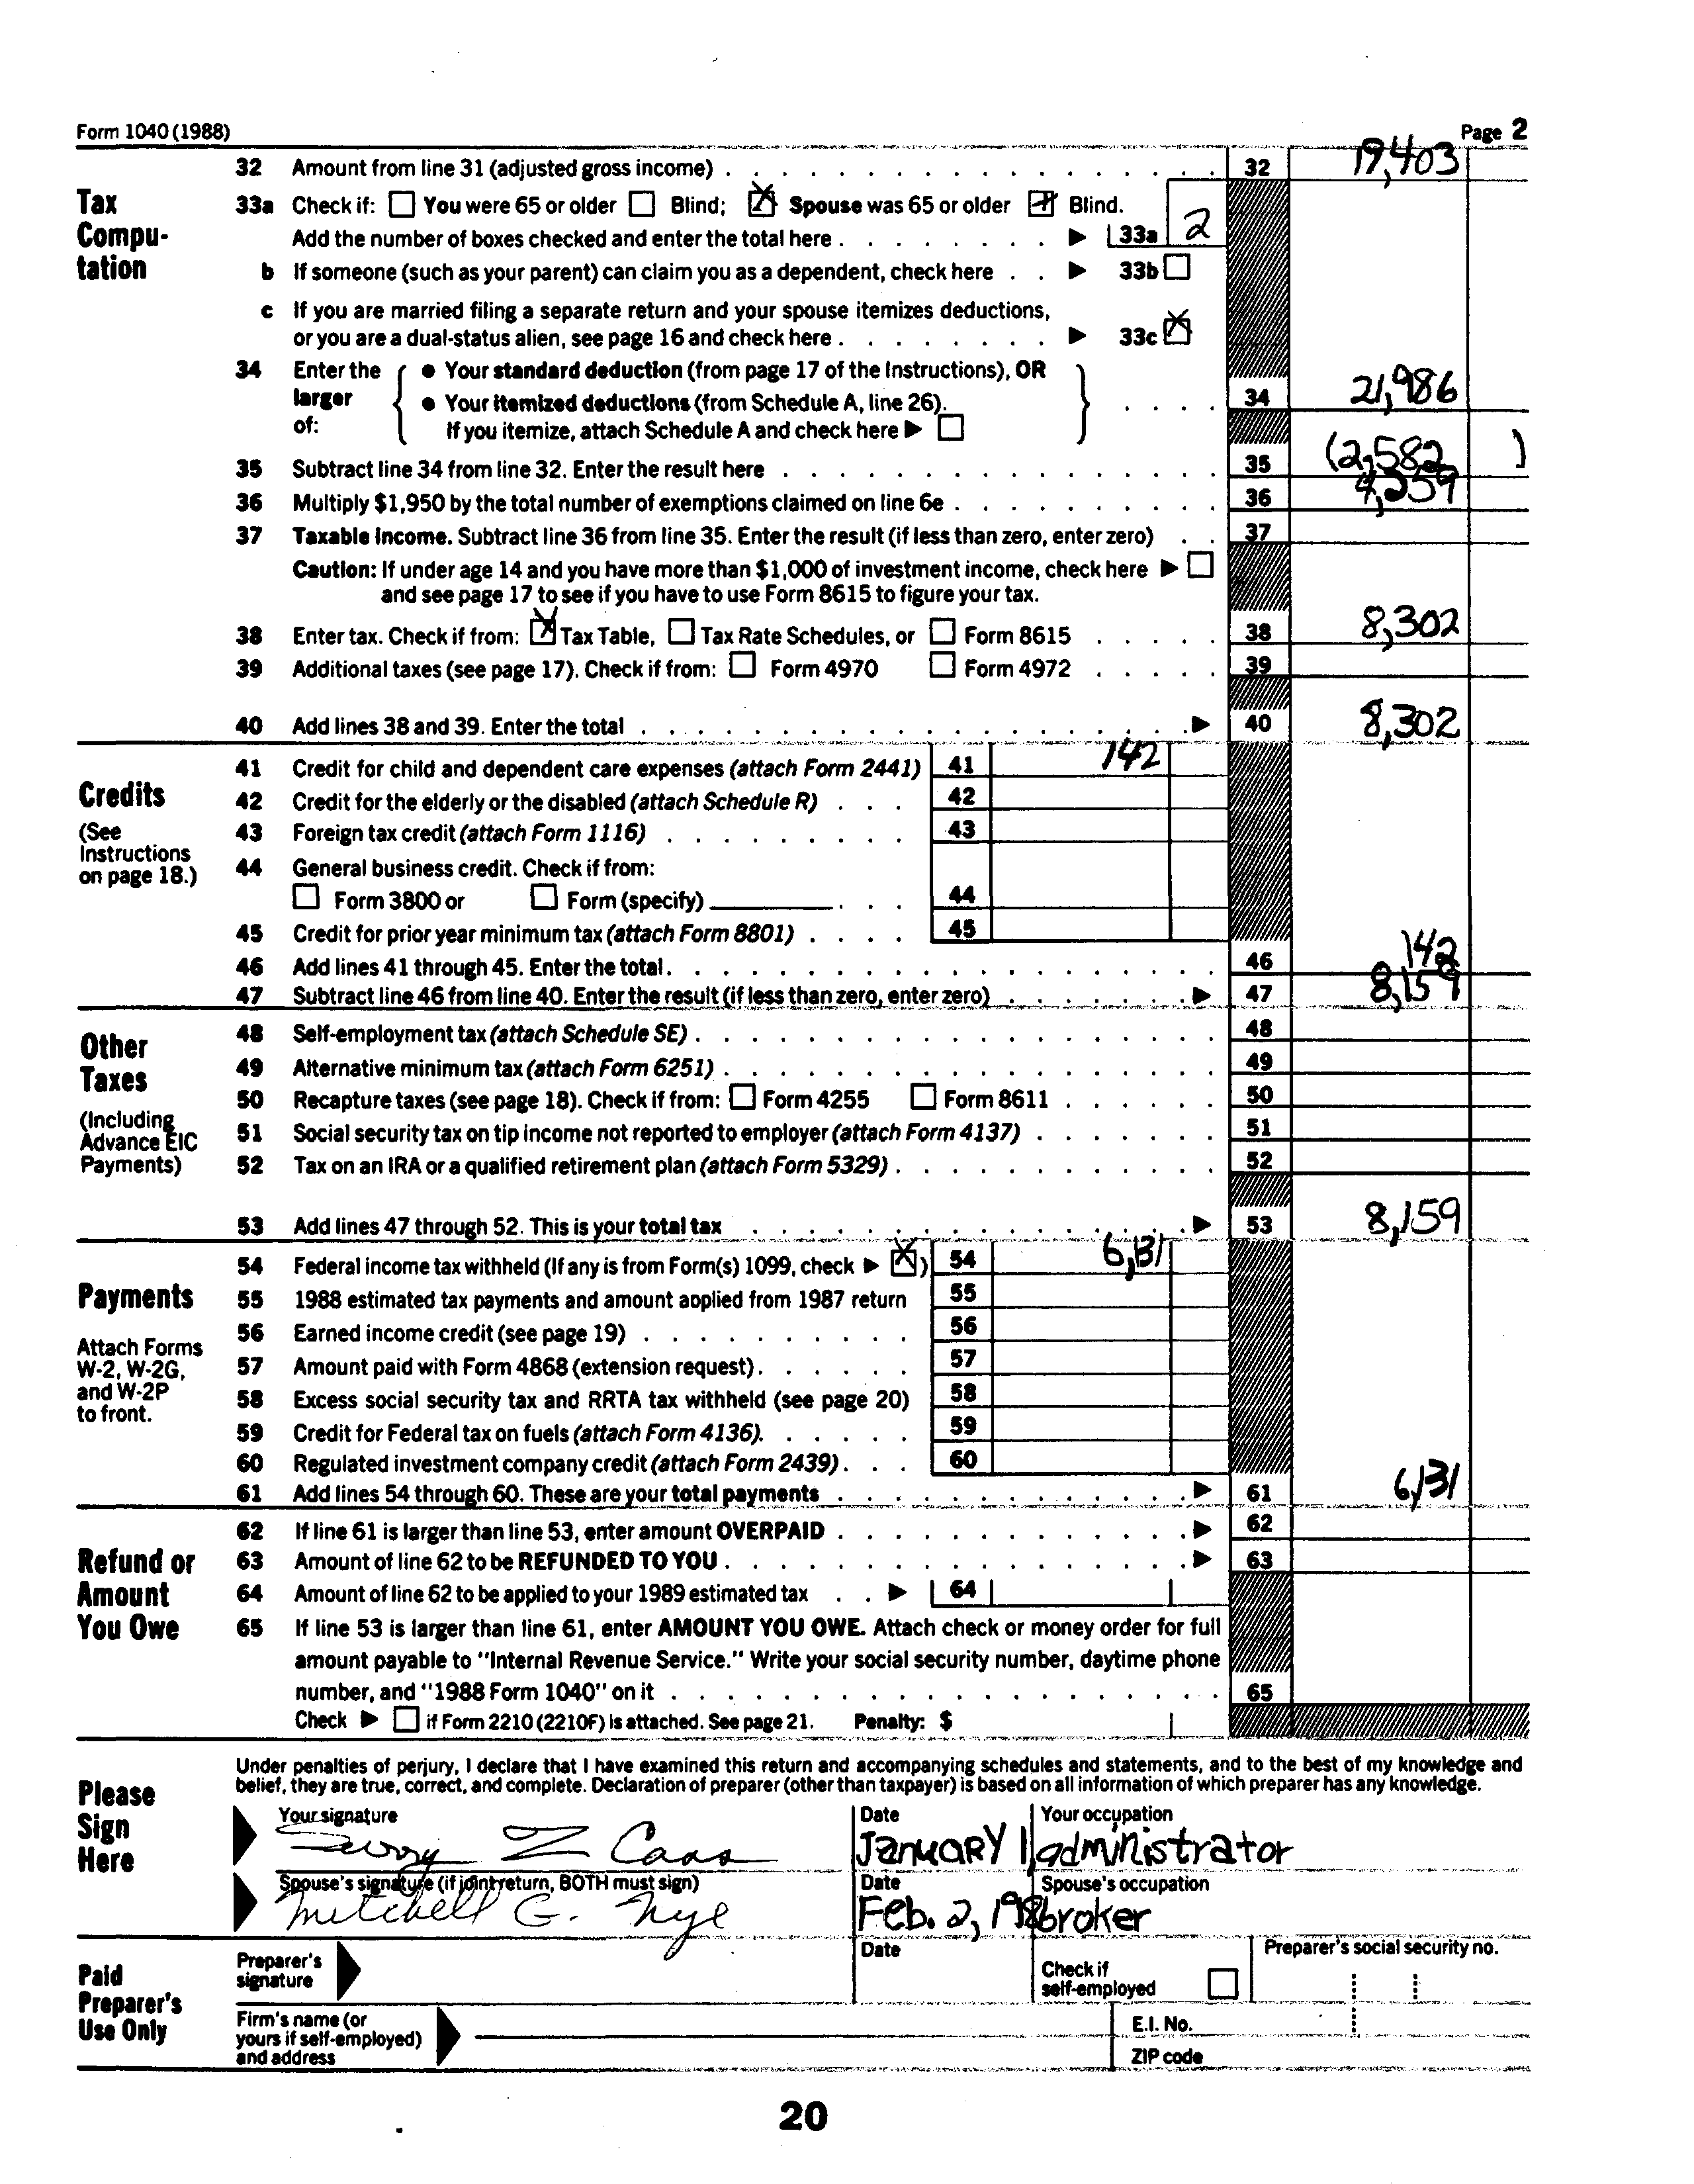 Form 1040 (1988)
Page 2
32 Amount from line 31 (adjusted gross income) 32 19,403
Tax Compu-tation
33a Check if: You were 65 or older Blind; X Spouse was 65 or older X Blind.
Add the number of boxes checked and enter the total here 33a 2
b If someone (such as your parent) can claim you as a dependent, check here 33b
c If you are married filing a separate return and your spouse itemizes deductions,
or you are a dual-status alien, see page 16 and check here 33c X
34 Enter the larger of: • Your standard deduction (from page 17 of the Instructions), OR
• Your itemized deductions (from Schedule A, line 26). 34 21,986
If you itemize, attach Schedule A and check here
35 Subtract line 34 from line 32. Enter the result here 35 (2,582 )
36 Multiply $1,950 by the total number of exemptions claimed on line 6e 36 4,259
37 Taxable income. Subtract line 36 from line 35. Enter the result (if less than zero, enter zero) 37
Caution: If under age 14 and you have more than $1,000 of investment income, check here
and see page 17 to see if you have to use Form 8615 to figure your tax.
38 Enter tax. Check if from: X Tax Table, Tax Rate Schedules, or Form 8615 38 8,302
39 Additional taxes (see page 17). Check if from: Form 4970 Form 4972 39
40 Add lines 38 and 39. Enter the total 40 8,302
Credits
(See Instructions on page 18.)
41 Credit for child and dependent care expenses (attach Form 2441) 41 142
42 Credit for the elderly or the disabled (attach Schedule R) 42
43 Foreign tax credit (attach Form 1116) 43
44 General business credit. Check if from:
Form 3800 or Form (specify) 44
45 Credit for prior year minimum tax (attach Form 8801) 45
46 Add lines 41 through 45. Enter the total 46 142
47 Subtract line 46 from line 40. Enter the result (if less than zero, enter zero) 47 8,159
Other Taxes
(Including Advance EIC Payments)
48 Self-employment tax (attach Schedule SE) 48
49 Alternative minimum tax (attach Form 6251) 49
50 Recapture taxes (see page 18). Check if from: Form 4255 Form 8611 50
51 Social security tax on tip income not reported to employer (attach Form 4137) 51
52 Tax on an IRA or a qualified retirement plan (attach Form 5329) 52
53 Add lines 47 through 52. This is your total tax 53 8,159
Payments
Attach Forms W-2, W-2G, and W-2P to front.
54 Federal income tax withheld (If any is from Form(s) 1099, check X) 54 6,131
55 1988 estimated tax payments and amount applied from 1987 return 55
56 Earned income credit (see page 19) 56
57 Amount paid with Form 4868 (extension request) 57
58 Excess social security tax and RRTA tax withheld (see page 20) 58
59 Credit for Federal tax on fuels (attach Form 4136) 59
60 Regulated investment company credit (attach Form 2439) 60
61 Add lines 54 through 60. These are your total payments 61 6,131
Refund or Amount You Owe
62 If line 61 is larger than line 53, enter amount OVERPAID 62
63 Amount of line 62 to be REFUNDED TO YOU 63
64 Amount of line 62 to be applied to your 1989 estimated tax 64
65 If line 53 is larger than line 61, enter AMOUNT YOU OWE. Attach check or money order for full
amount payable to "Internal Revenue Service." Write your social security number, daytime phone
number, and "1988 Form 1040" on it 65
Check if Form 2210 (2210F) is attached. See page 21. Penalty: $
Please Sign Here
Under penalties of perjury, I declare that I have examined this return and accompanying schedules and statements, and to the best of my knowledge and
belief, they are true, correct, and complete. Declaration of preparer (other than taxpayer) is based on all information of which preparer has any knowledge.
Your signature Date Your occupation
Z Cass January 1, administrator
Spouse's signature (if joint return, BOTH must sign) Date Spouse's occupation
Mitchell G. Nye Feb. 2, 198 broker
Paid Preparer's Use Only
Preparer's signature Date Check if self-employed Preparer's social security no.
Firm's name (or yours if self-employed) and address
E.I. No.
ZIP code
20